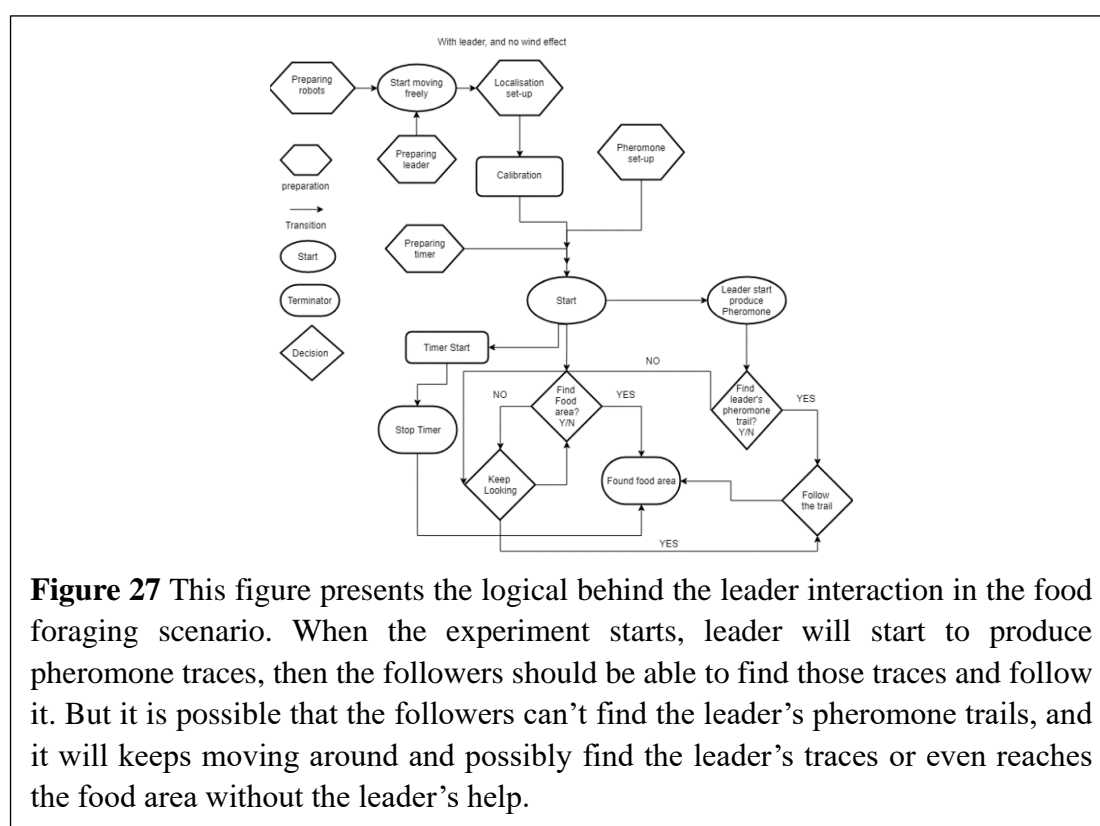 With leader, and no wind effect
Preparing
robots
Start moving
freely
Localisation
set-up
Preparing
leader
Pheromone
set-up
preparation
Calibration
Transition
Preparing
timer
Start
Start
Leader start
produce
Pheromone
Terminator
Timer Start
Decision
NO
Find
Food
area?
Y/N
NO
YES
Find
leader's
pheromone
trail?
Y/N
YES
Stop Timer
Keep
Looking
Found food area
Follow
the trail
YES
Figure 27 This figure presents the logical behind the leader interaction in the food
foraging scenario. When the experiment starts, leader will start to produce
pheromone traces, then the followers should be able to find those traces and follow
it. But it is possible that the followers can’t find the leader’s pheromone trails, and
it will keeps moving around and possibly find the leader’s traces or even reaches
the food area without the leader’s help.